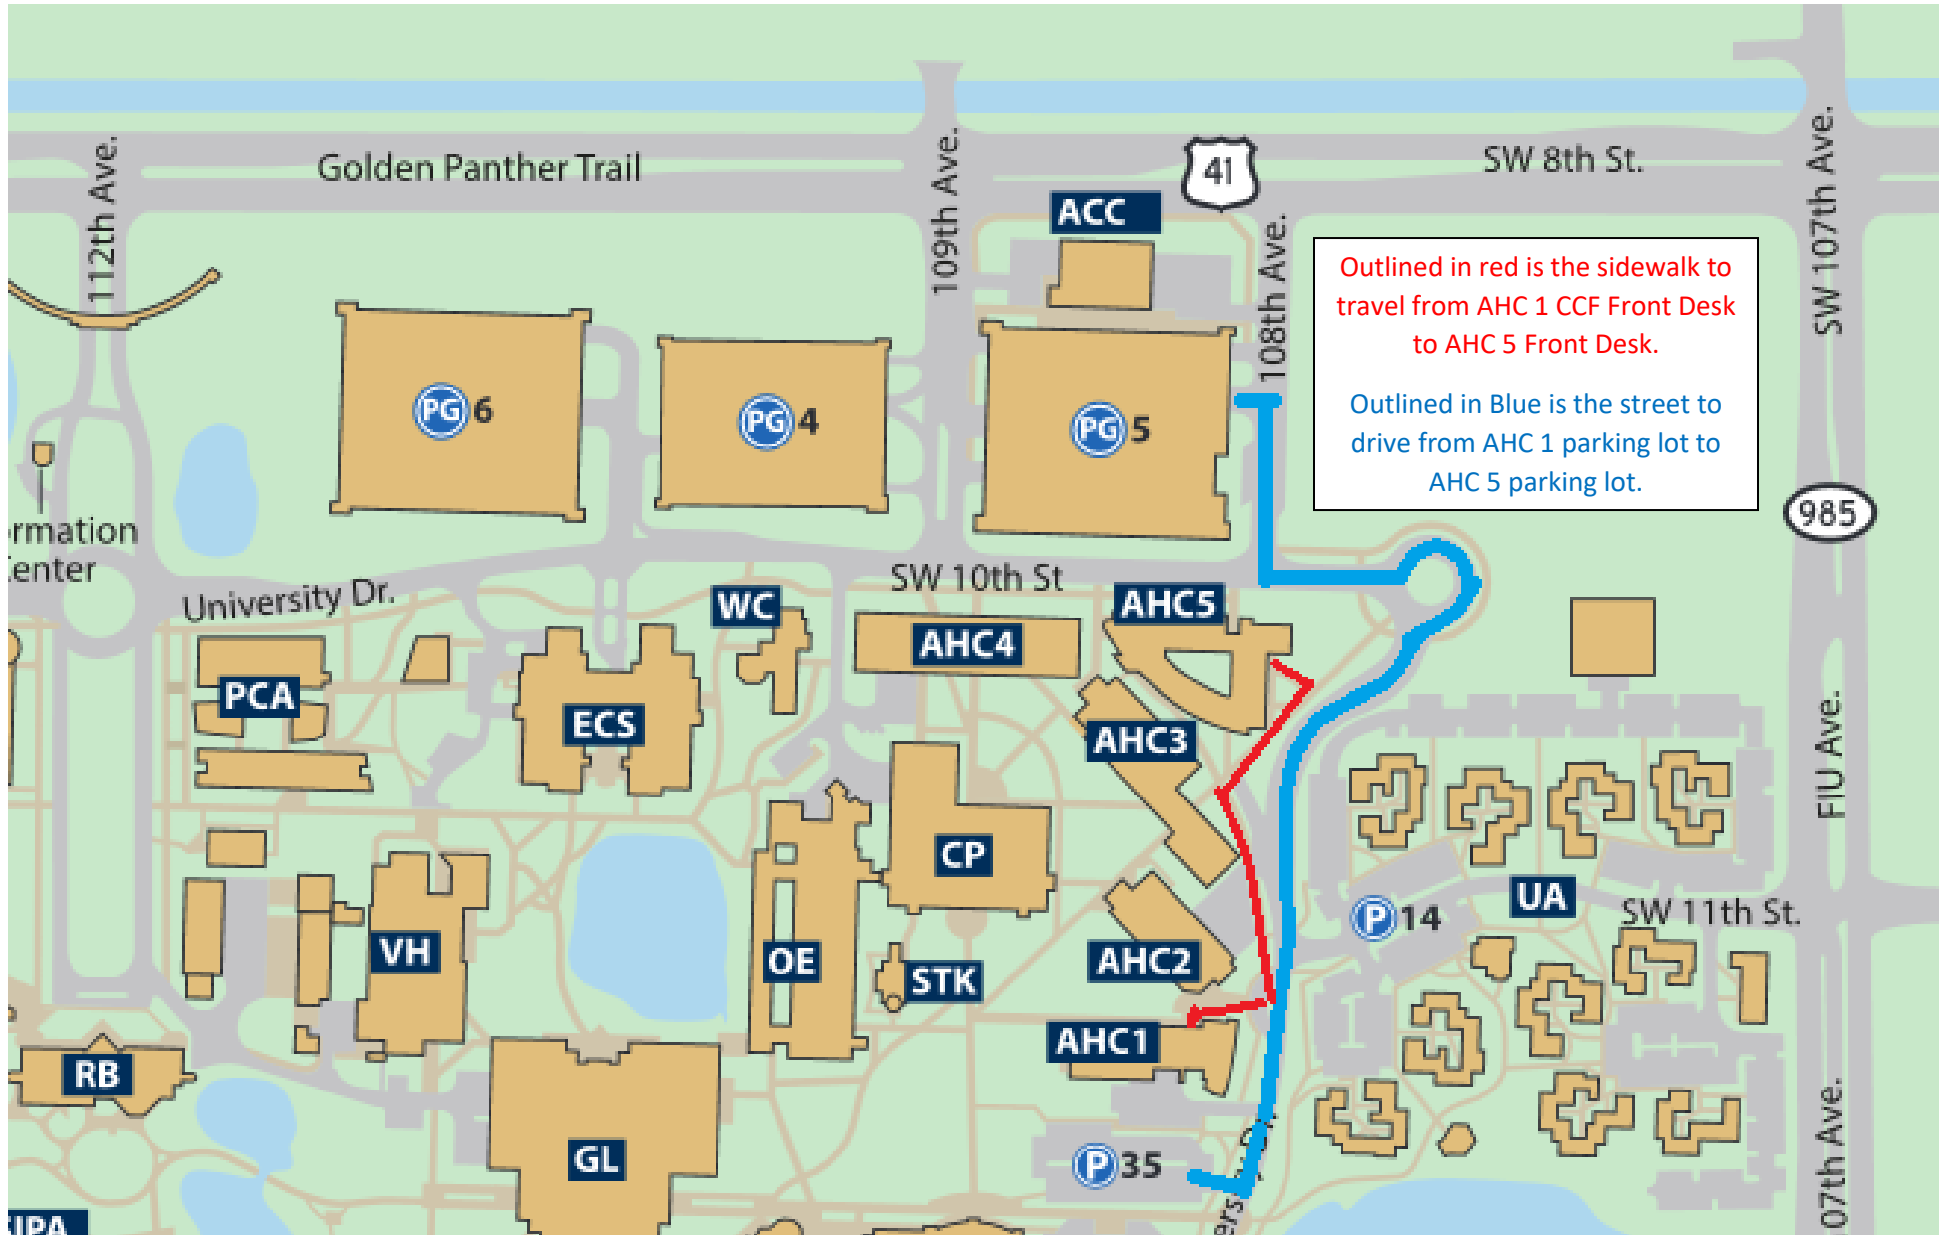 112th Ave.
Golden Panther Trail
109th Ave.
41
SW 8th St.
SW 107th Ave.
ACC
108th Ave.
Outlined in red is the sidewalk to
travel from AHC 1 CCF Front Desk
to AHC 5 Front Desk.
Outlined in Blue is the street to
drive from AHC 1 parking lot to
AHC 5 parking lot.
PG 6
PG 4
PG 5
985
rmation
enter
University Dr.
WC
SW 10th St
AHC5
AHC4
PCA
ECS
AHC3
FIU Ave.
CP
UA
P 14
SW 11th St.
VH
OE
STK
AHC2
AHC1
RB
GL
P 35
ers
07th Ave.
IPA